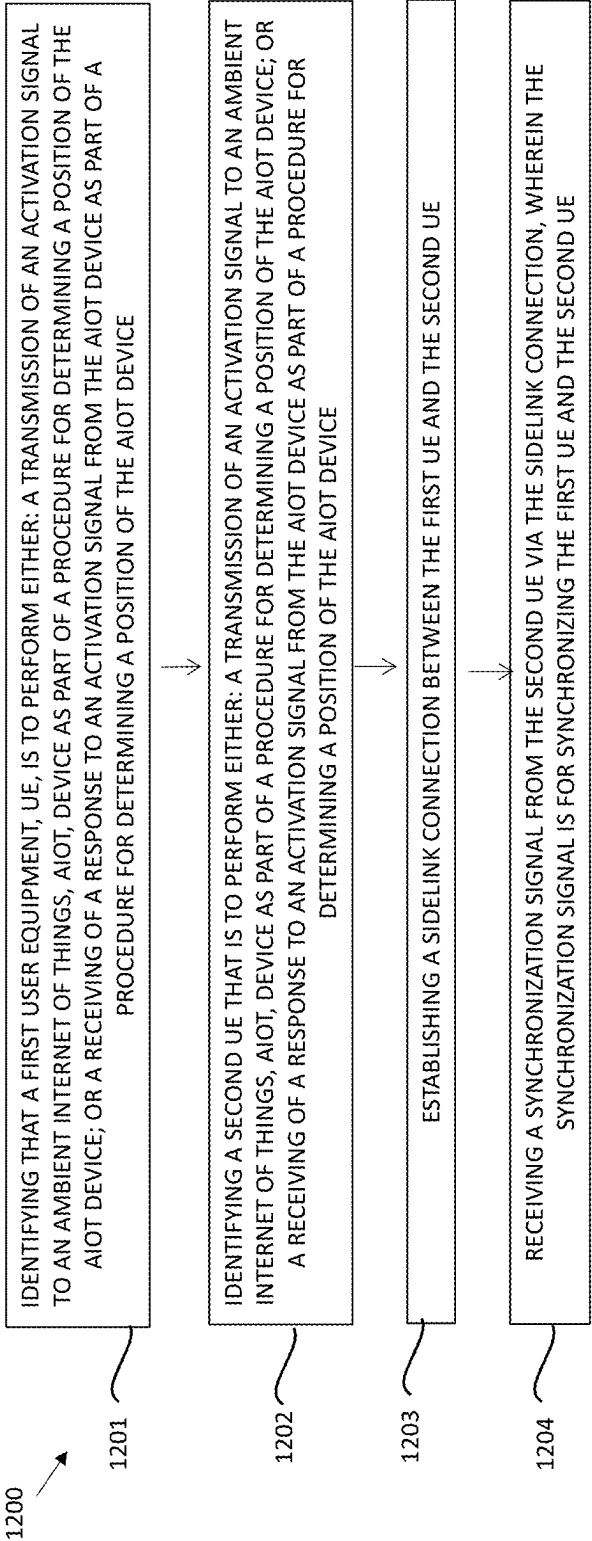 1200
1201
IDENTIFYING THAT A FIRST USER EQUIPMENT, UE, IS TO PERFORM EITHER: A TRANSMISSION OF AN ACTIVATION SIGNAL
TO AN AMBIENT INTERNET OF THINGS, AIOT, DEVICE AS PART OF A PROCEDURE FOR DETERMINING A POSITION OF THE
AIOT DEVICE; OR A RECEIVING OF A RESPONSE TO AN ACTIVATION SIGNAL FROM THE AIOT DEVICE AS PART OF A
PROCEDURE FOR DETERMINING A POSITION OF THE AIOT DEVICE
1202
IDENTIFYING A SECOND UE THAT IS TO PERFORM EITHER: A TRANSMISSION OF AN ACTIVATION SIGNAL TO AN AMBIENT
INTERNET OF THINGS, AIOT, DEVICE AS PART OF A PROCEDURE FOR DETERMINING A POSITION OF THE AIOT DEVICE; OR
A RECEIVING OF A RESPONSE TO AN ACTIVATION SIGNAL FROM THE AIOT DEVICE AS PART OF A PROCEDURE FOR
DETERMINING A POSITION OF THE AIOT DEVICE
1203
ESTABLISHING A SIDELINK CONNECTION BETWEEN THE FIRST UE AND THE SECOND UE
1204
RECEIVING A SYNCHRONIZATION SIGNAL FROM THE SECOND UE VIA THE SIDELINK CONNECTION, WHEREIN THE
SYNCHRONIZATION SIGNAL IS FOR SYNCHRONIZING THE FIRST UE AND THE SECOND UE